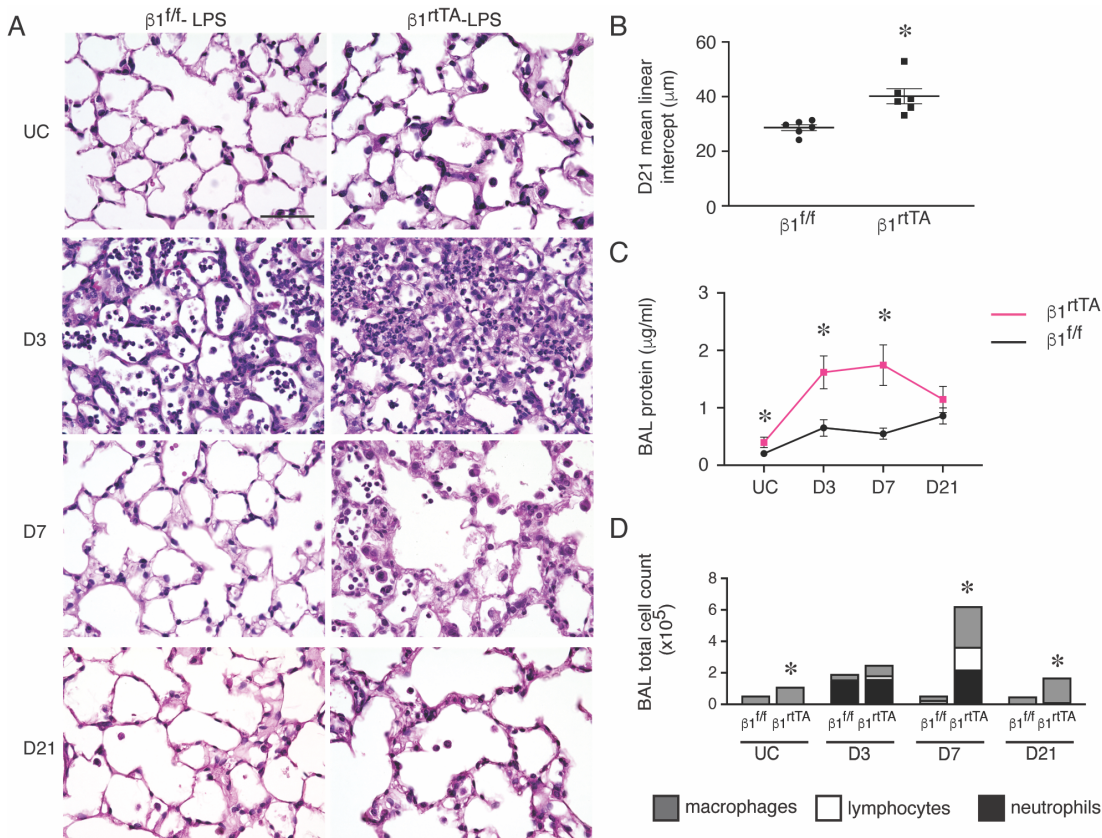 A
β1f/f- LPS
β1rtTA-LPS
UC
D3
D7
D21
B
D21 mean linear
intercept (μm)
60
40
20
0
*
β1f/f
β1rtTA
C
BAL protein (μg/ml)
3
2
1
0
* * *
UC D3 D7 D21
β1rtTA
β1f/f
D
BAL total cell count
(x105)
8
6
4
2
0
* * *
β1f/f β1rtTA β1f/f β1rtTA β1f/f β1rtTA β1f/f β1rtTA
UC D3 D7 D21
macrophages lymphocytes neutrophils